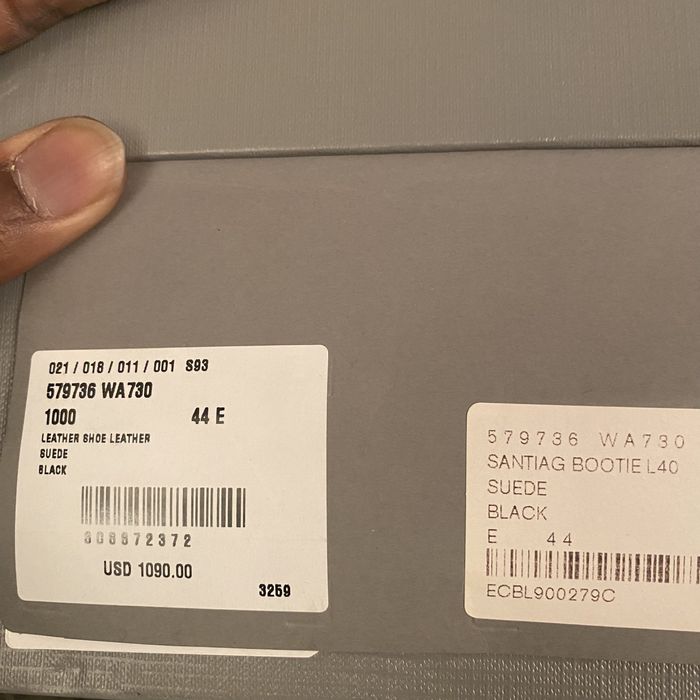 021 / 018 / 011 / 001 S93
579736 WA730
1000 44 E
LEATHER SHOE LEATHER
SUEDE
BLACK
808872372
USD 1090.00
3259
579736 WA730
SANTIAG BOOTIE L40
SUEDE
BLACK
E 44
ECBL900279C